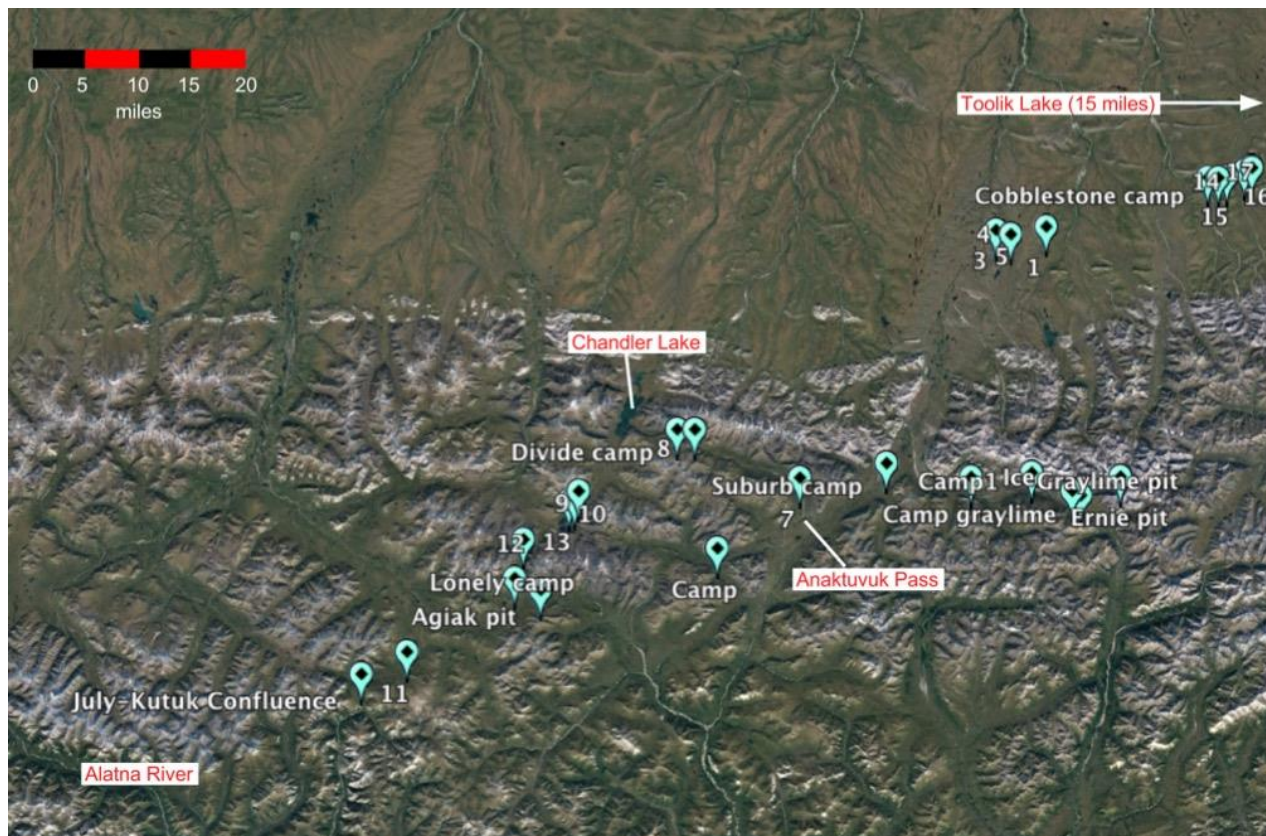 0 5 10 15 20
miles
Toolik Lake (15 miles)
17
14
Cobblestone camp
16
15
4
3 5 1
Chandler Lake
Divide camp 8
Suburb camp
Camp1 Ice Graylime pit
9 10
7
Camp graylime Ernie pit
12 13
Anaktuvuk Pass
Lonely camp
Camp
Agiak pit
11
July-Kutuk Confluence
Alatna River